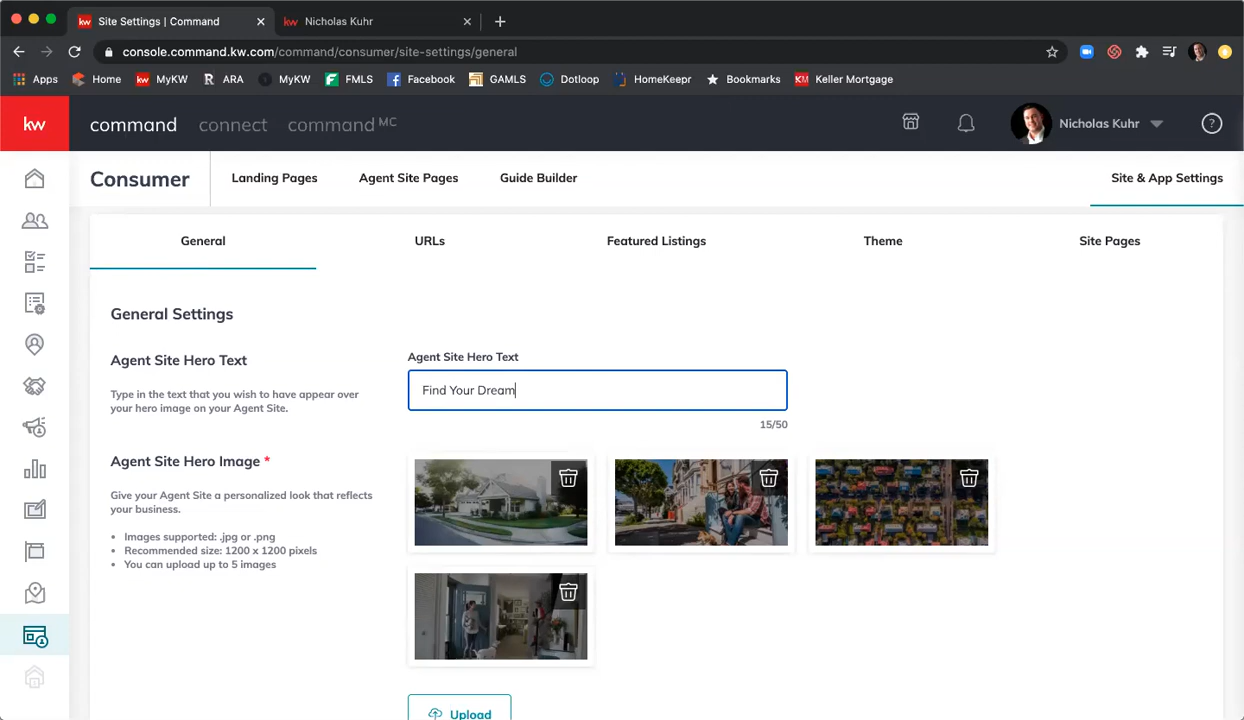 Site Settings | Command
Nicholas Kuhr
console.command.kw.com/command/consumer/site-settings/general
Apps
Home
kw MyKW
R ARA
MyKW
FMLS
Facebook
GAMLS
Dotloop
HomeKeepr
Bookmarks
KM Keller Mortgage
kw
command
connect
command MC
Nicholas Kuhr
?
Consumer
Landing Pages
Agent Site Pages
Guide Builder
Site & App Settings
General
URLs
Featured Listings
Theme
Site Pages
General Settings
Agent Site Hero Text
Type in the text that you wish to have appear over
your hero image on your Agent Site.
Agent Site Hero Text
Find Your Dream
15/50
Agent Site Hero Image *
Give your Agent Site a personalized look that reflects
your business.
• Images supported: .jpg or .png
• Recommended size: 1200 x 1200 pixels
• You can upload up to 5 images
Upload